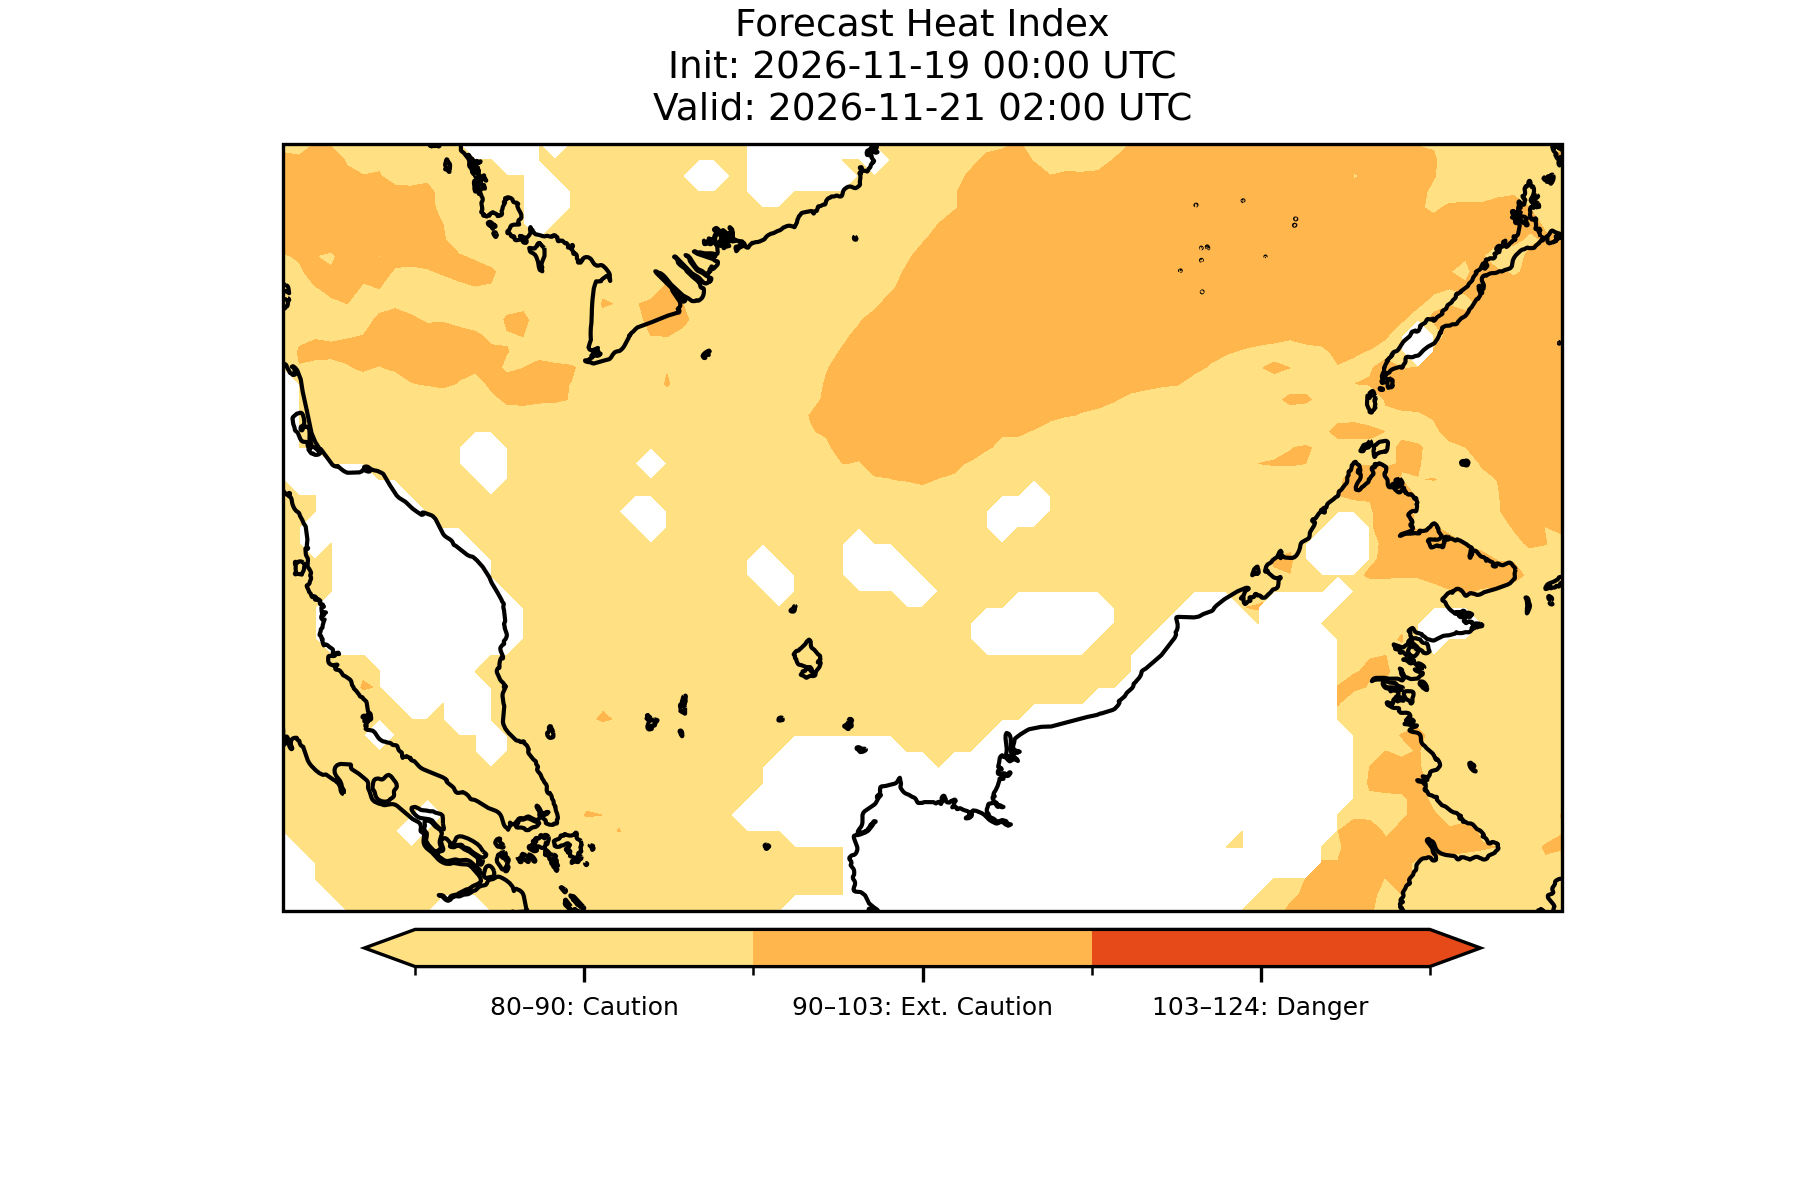 Forecast Heat Index
Init: 2026-11-19 00:00 UTC
Valid: 2026-11-21 02:00 UTC
80–90: Caution
90–103: Ext. Caution
103–124: Danger